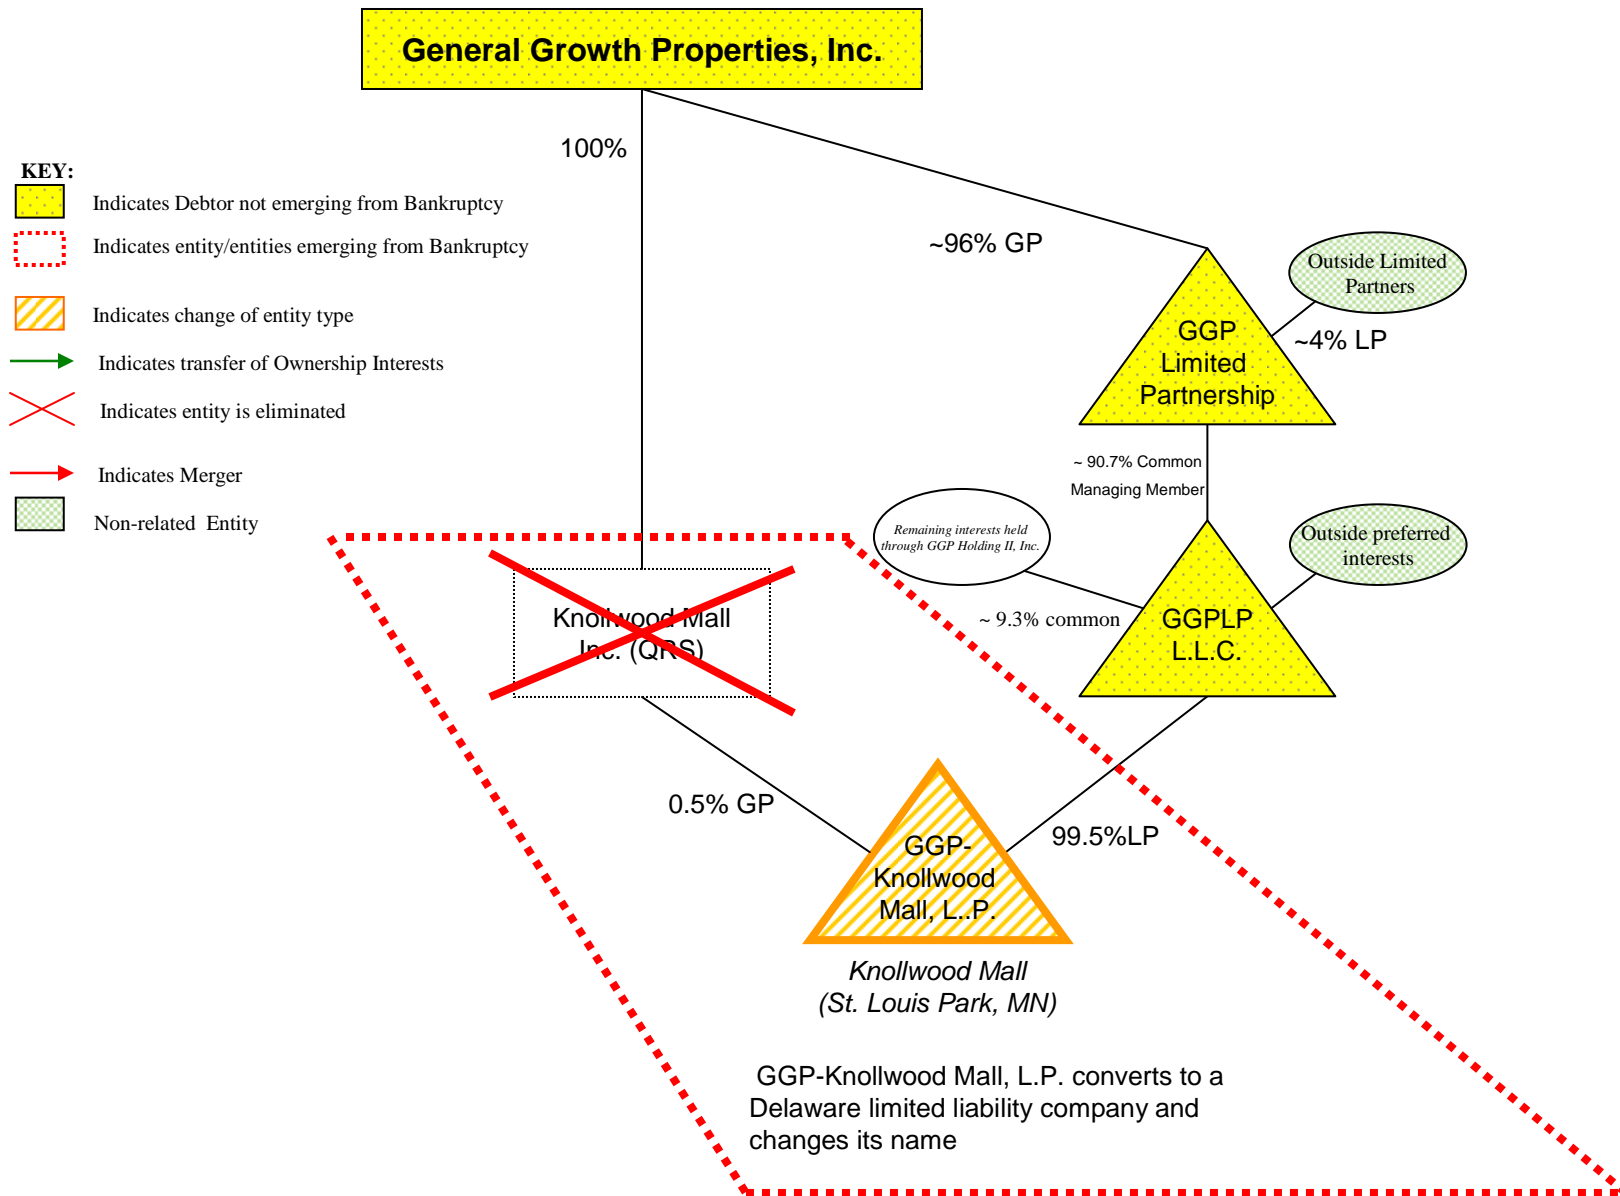 General Growth Properties, Inc.
100%
KEY:
Indicates Debtor not emerging from Bankruptcy
Indicates entity/entities emerging from Bankruptcy
Indicates change of entity type
Indicates transfer of Ownership Interests
Indicates entity is eliminated
Indicates Merger
Non-related Entity
~96% GP
Outside Limited
Partners
~4% LP
GGP
Limited
Partnership
~ 90.7% Common
Managing Member
Remaining interests held
through GGP Holding II, Inc.
Outside preferred
interests
~ 9.3% common
GGPLP
L.L.C.
Knollwood Mall
Inc. (QRS)
0.5% GP
99.5%LP
GGP-
Knollwood
Mall, L..P.
Knollwood Mall
(St. Louis Park, MN)
GGP-Knollwood Mall, L.P. converts to a
Delaware limited liability company and
changes its name